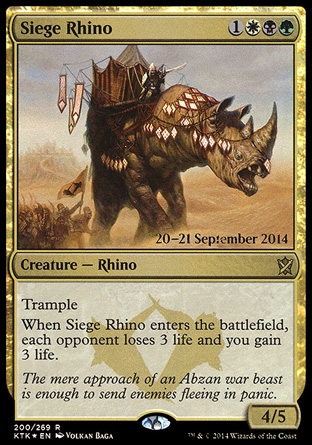 Siege Rhino 1
20–21 September 2014
Creature — Rhino
Trample
When Siege Rhino enters the battlefield,
each opponent loses 3 life and you gain
3 life.
The mere approach of an Abzan war beast
is enough to send enemies fleeing in panic.
200/269 R
KTK ★ EN Volkan Baka
™ & © 2014 Wizards of the Coast
4/5